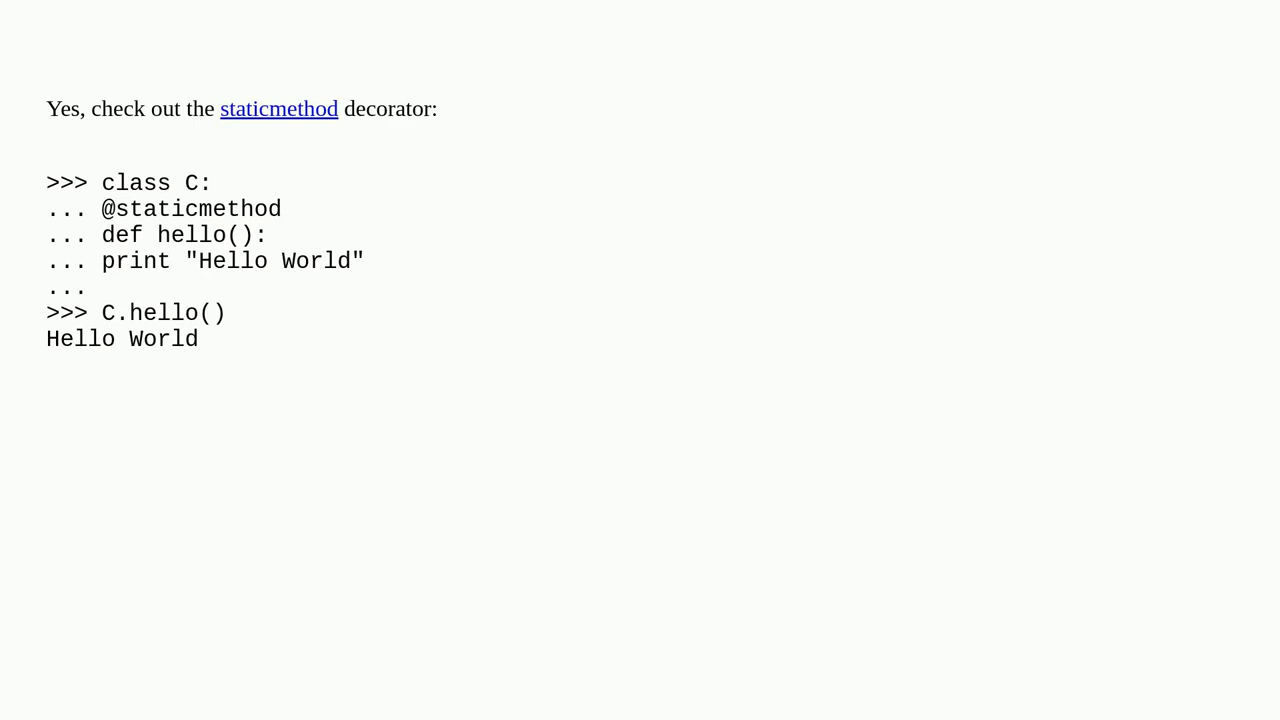 Yes, check out the staticmethod decorator:
>>> class C:
... @staticmethod
... def hello():
... print "Hello World"
...
>>> C.hello()
Hello World